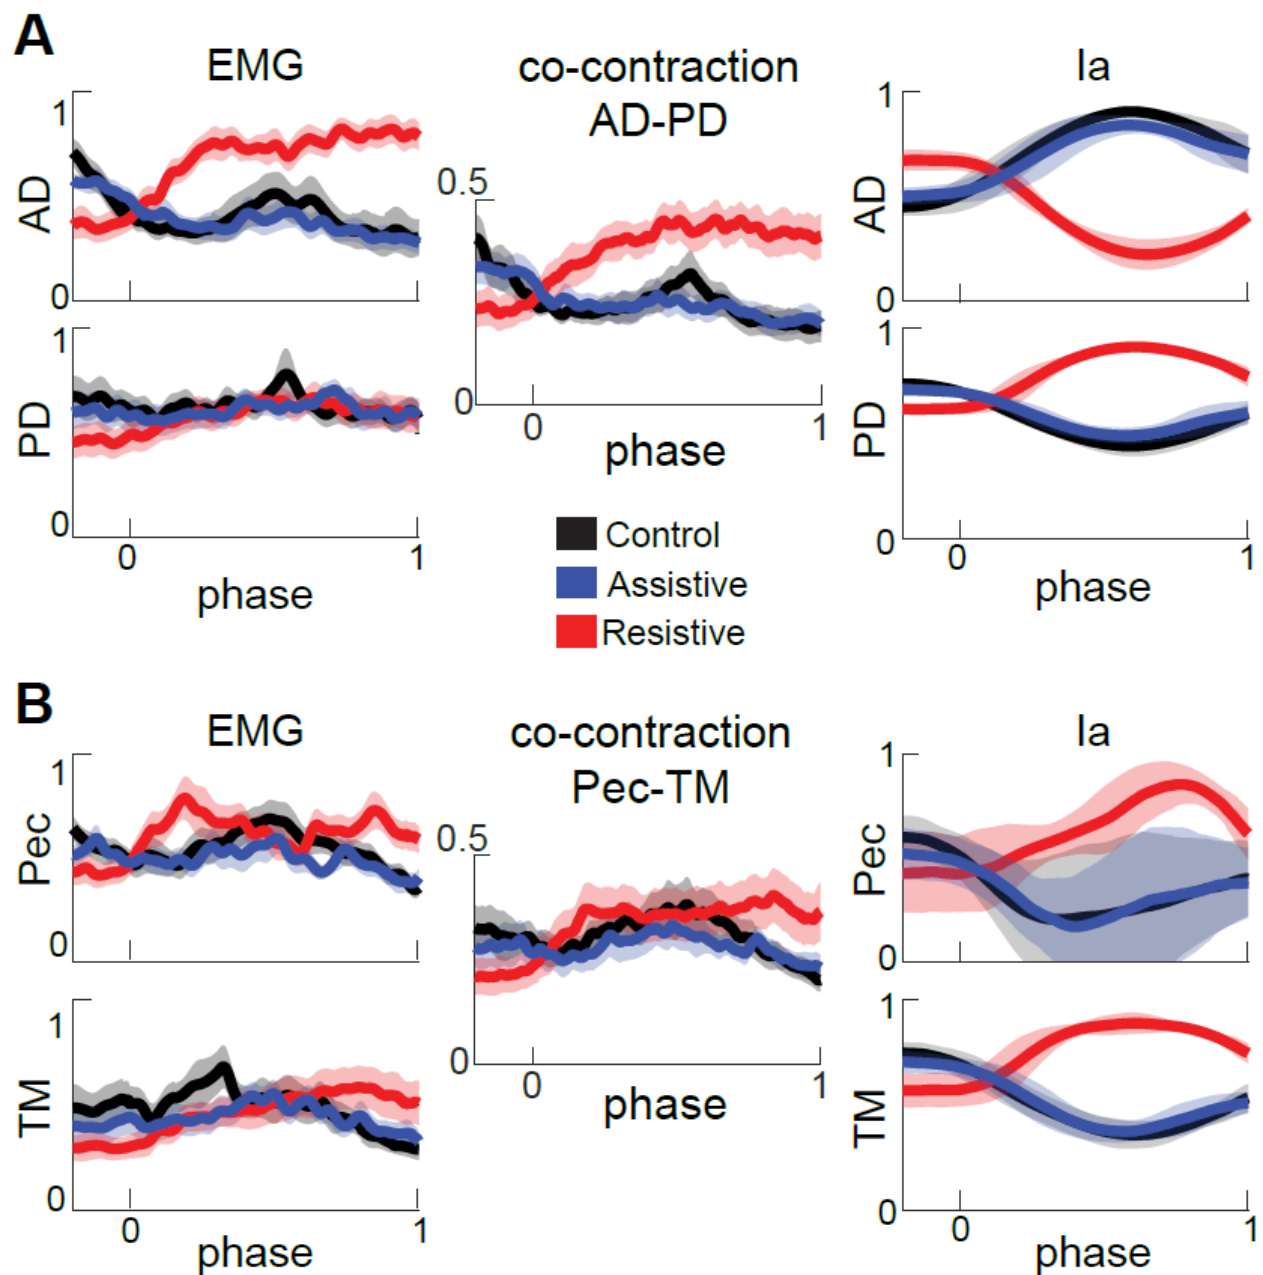 A
EMG
co-contraction
AD-PD
Ia
1
AD
0
0.5
0
0
1
phase
1
AD
0
1
PD
0
0
1
phase
1
PD
0
0
1
phase
Control
Assistive
Resistive
B
EMG
co-contraction
Pec-TM
Ia
1
Pec
0
0.5
0
0
1
phase
1
Pec
0
1
TM
0
0
1
phase
1
TM
0
0
1
phase